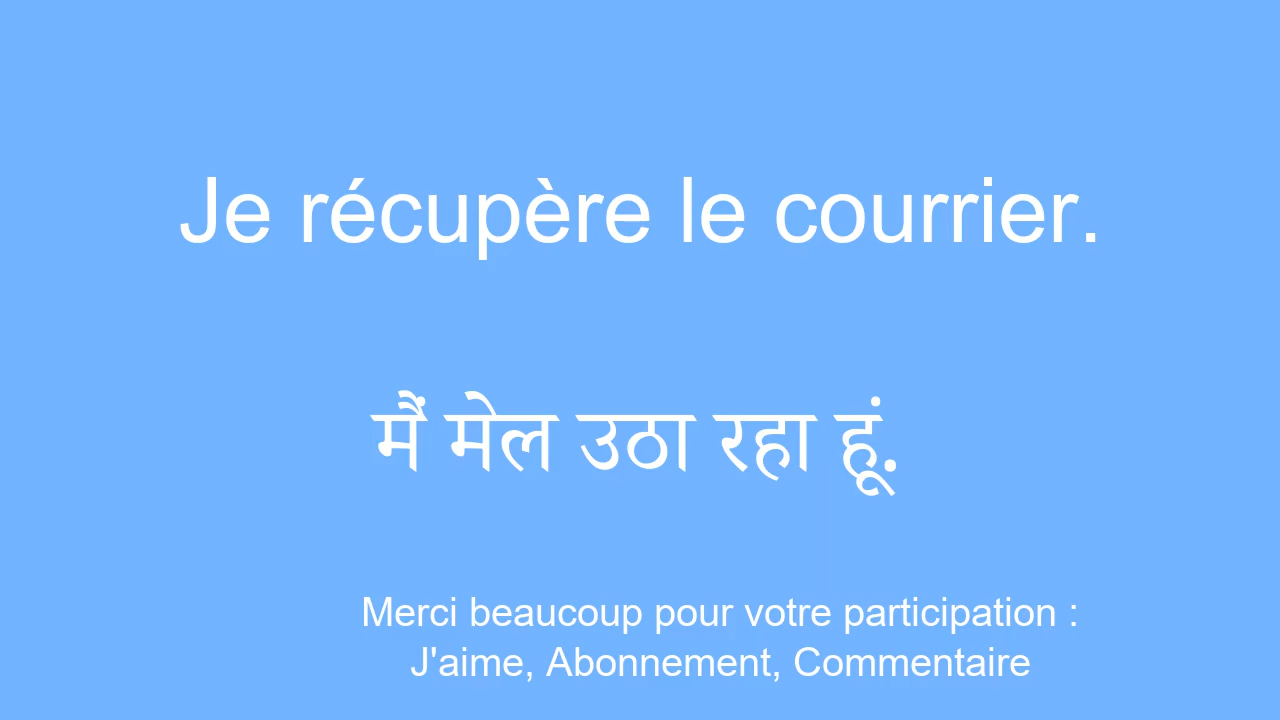 Je récupère le courrier.
मैं मेल उठा रहा हूं.
Merci beaucoup pour votre participation :
J'aime, Abonnement, Commentaire